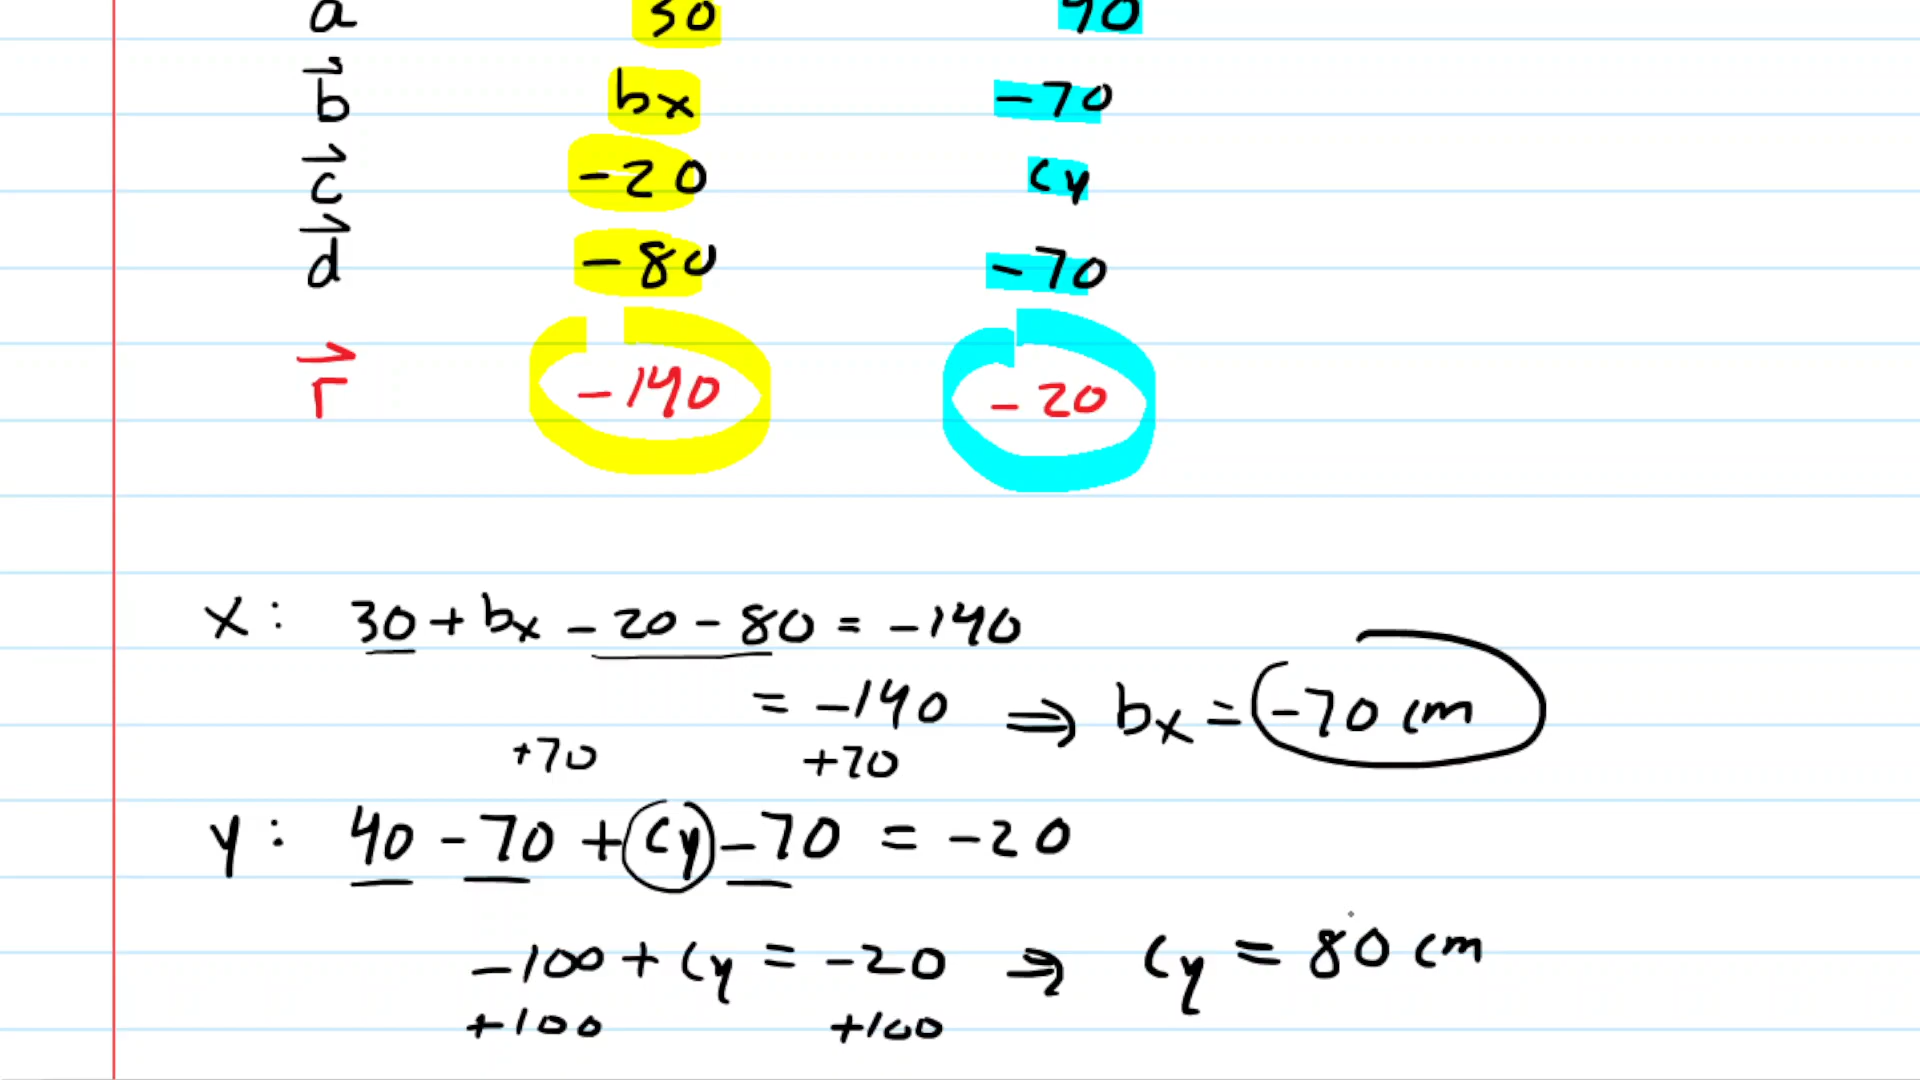 a 30 40
b⃗ bx -70
c⃗ -20 cy
d⃗ -80 -70
r⃗ -140 -20
x: 30 + bx - 20 - 80 = -140
= -140 ⇒ bx = -70 cm
+70 +70
y: 40 - 70 + cy - 70 = -20
-100 + cy = -20 ⇒ cy = 80 cm
+100 +100